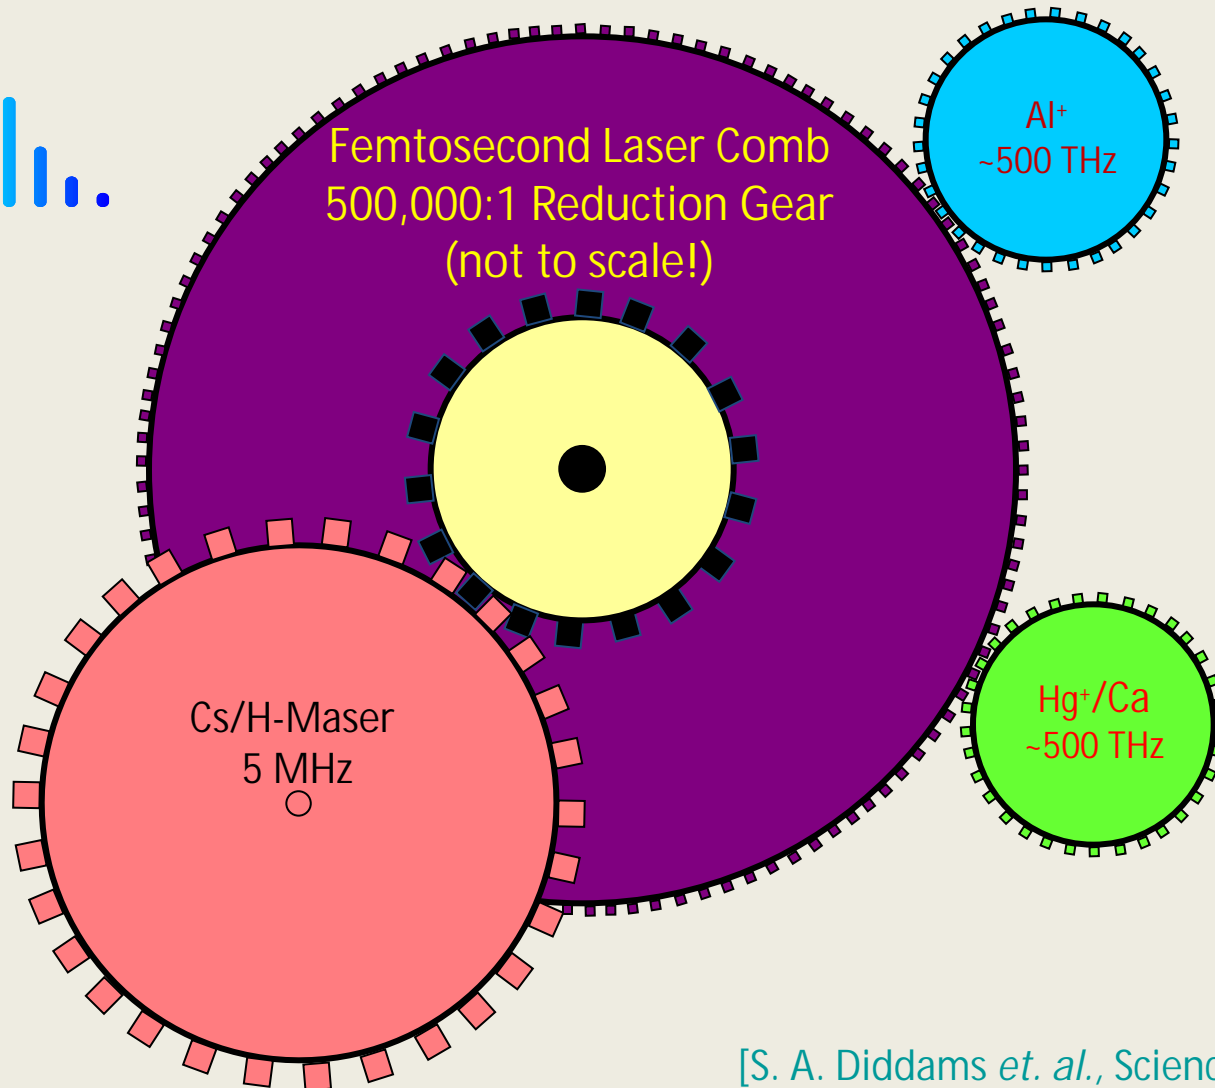 Femtosecond Laser Comb
500,000:1 Reduction Gear
(not to scale!)
Al⁺
~500 THz
Hg⁺/Ca
~500 THz
Cs/H-Maser
5 MHz
[S. A. Diddams et. al., Scienc